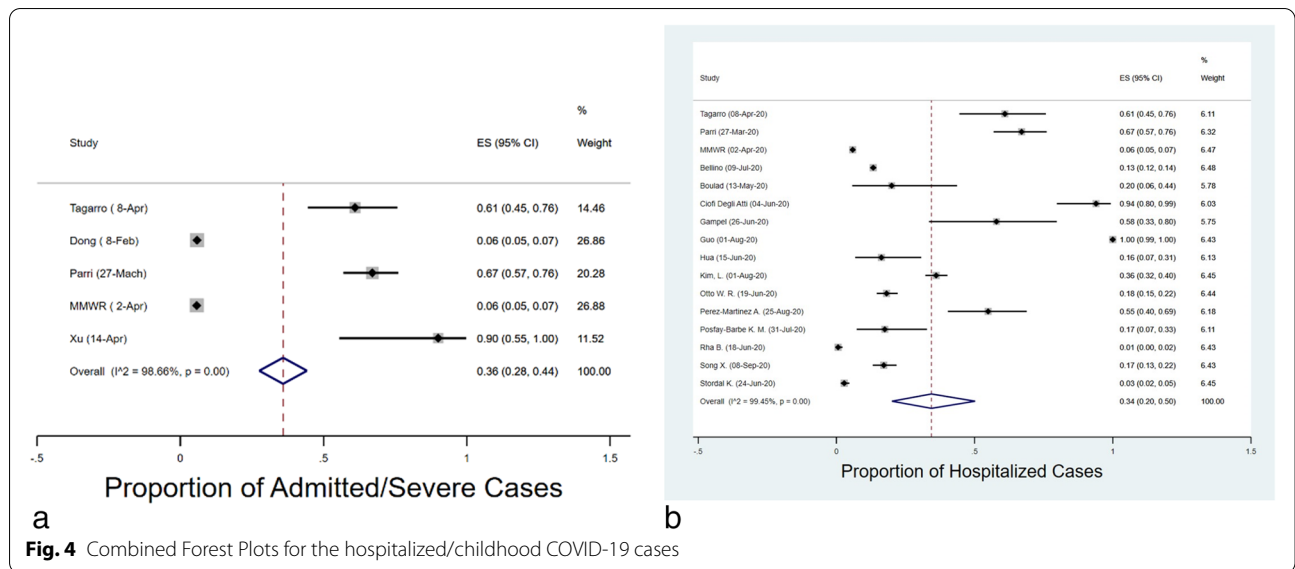 %
Study ES (95% CI) Weight
Tagarro ( 8-Apr) 0.61 (0.45, 0.76) 14.46
Dong ( 8-Feb) 0.06 (0.05, 0.07) 26.86
Parri (27-Mach) 0.67 (0.57, 0.76) 20.28
MMWR ( 2-Apr) 0.06 (0.05, 0.07) 26.88
Xu (14-Apr) 0.90 (0.55, 1.00) 11.52
Overall (I^2 = 98.66%, p = 0.00) 0.36 (0.28, 0.44) 100.00
-.5 0 .5 1 1.5
Proportion of Admitted/Severe Cases
a
%
Study ES (95% CI) Weight
Tagarro (08-Apr-20) 0.61 (0.45, 0.76) 6.11
Parri (27-Mar-20) 0.67 (0.57, 0.76) 6.32
MMWR (02-Apr-20) 0.06 (0.05, 0.07) 6.47
Bellino (09-Jul-20) 0.13 (0.12, 0.14) 6.48
Boulad (13-May-20) 0.20 (0.06, 0.44) 5.78
Ciofi Degli Atti (04-Jun-20) 0.94 (0.80, 0.99) 6.03
Gampel (26-Jun-20) 0.58 (0.33, 0.80) 5.75
Guo (01-Aug-20) 1.00 (0.99, 1.00) 6.43
Hua (15-Jun-20) 0.16 (0.07, 0.31) 6.13
Kim, L. (01-Aug-20) 0.36 (0.32, 0.40) 6.45
Otto W. R. (19-Jun-20) 0.18 (0.15, 0.22) 6.44
Perez-Martinez A. (25-Aug-20) 0.55 (0.40, 0.69) 6.18
Posfay-Barbe K. M. (31-Jul-20) 0.17 (0.07, 0.33) 6.11
Rha B. (18-Jun-20) 0.01 (0.00, 0.02) 6.43
Song X. (08-Sep-20) 0.17 (0.13, 0.22) 6.43
Stordal K. (24-Jun-20) 0.03 (0.02, 0.05) 6.45
Overall (I^2 = 99.45%, p = 0.00) 0.34 (0.20, 0.50) 100.00
-.5 0 .5 1 1.5
Proportion of Hospitalized Cases
b
Fig. 4 Combined Forest Plots for the hospitalized/childhood COVID-19 cases